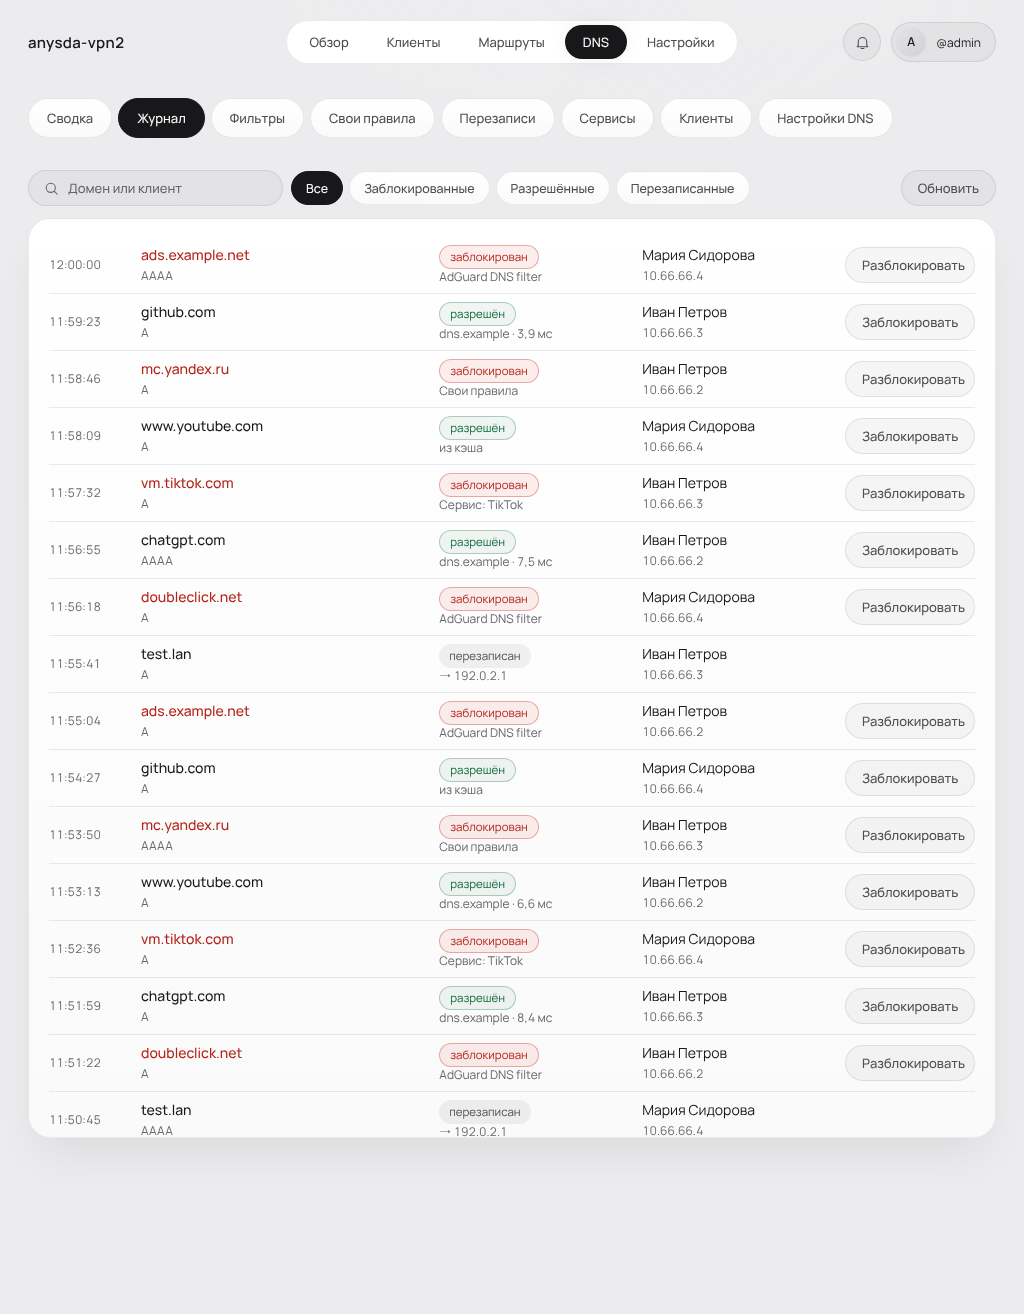 anysda-vpn2
Обзор Клиенты Маршруты DNS Настройки
A @admin
Сводка Журнал Фильтры Свои правила Перезаписи Сервисы Клиенты Настройки DNS
Домен или клиент Все Заблокированные Разрешённые Перезаписанные Обновить
12:00:00 ads.example.net заблокирован Мария Сидорова Разблокировать
AAAA AdGuard DNS filter 10.66.66.4
11:59:23 github.com разрешён Иван Петров Заблокировать
A dns.example · 3,9 мс 10.66.66.3
11:58:46 mc.yandex.ru заблокирован Иван Петров Разблокировать
A Свои правила 10.66.66.2
11:58:09 www.youtube.com разрешён Мария Сидорова Заблокировать
A из кэша 10.66.66.4
11:57:32 vm.tiktok.com заблокирован Иван Петров Разблокировать
A Сервис: TikTok 10.66.66.3
11:56:55 chatgpt.com разрешён Иван Петров Заблокировать
AAAA dns.example · 7,5 мс 10.66.66.2
11:56:18 doubleclick.net заблокирован Мария Сидорова Разблокировать
A AdGuard DNS filter 10.66.66.4
11:55:41 test.lan перезаписан Иван Петров
A → 192.0.2.1 10.66.66.3
11:55:04 ads.example.net заблокирован Иван Петров Разблокировать
A AdGuard DNS filter 10.66.66.2
11:54:27 github.com разрешён Мария Сидорова Заблокировать
A из кэша 10.66.66.4
11:53:50 mc.yandex.ru заблокирован Иван Петров Разблокировать
AAAA Свои правила 10.66.66.3
11:53:13 www.youtube.com разрешён Иван Петров Заблокировать
A dns.example · 6,6 мс 10.66.66.2
11:52:36 vm.tiktok.com заблокирован Мария Сидорова Разблокировать
A Сервис: TikTok 10.66.66.4
11:51:59 chatgpt.com разрешён Иван Петров Заблокировать
A dns.example · 8,4 мс 10.66.66.3
11:51:22 doubleclick.net заблокирован Иван Петров Разблокировать
A AdGuard DNS filter 10.66.66.2
11:50:45 test.lan перезаписан Мария Сидорова
AAAA → 192.0.2.1 10.66.66.4